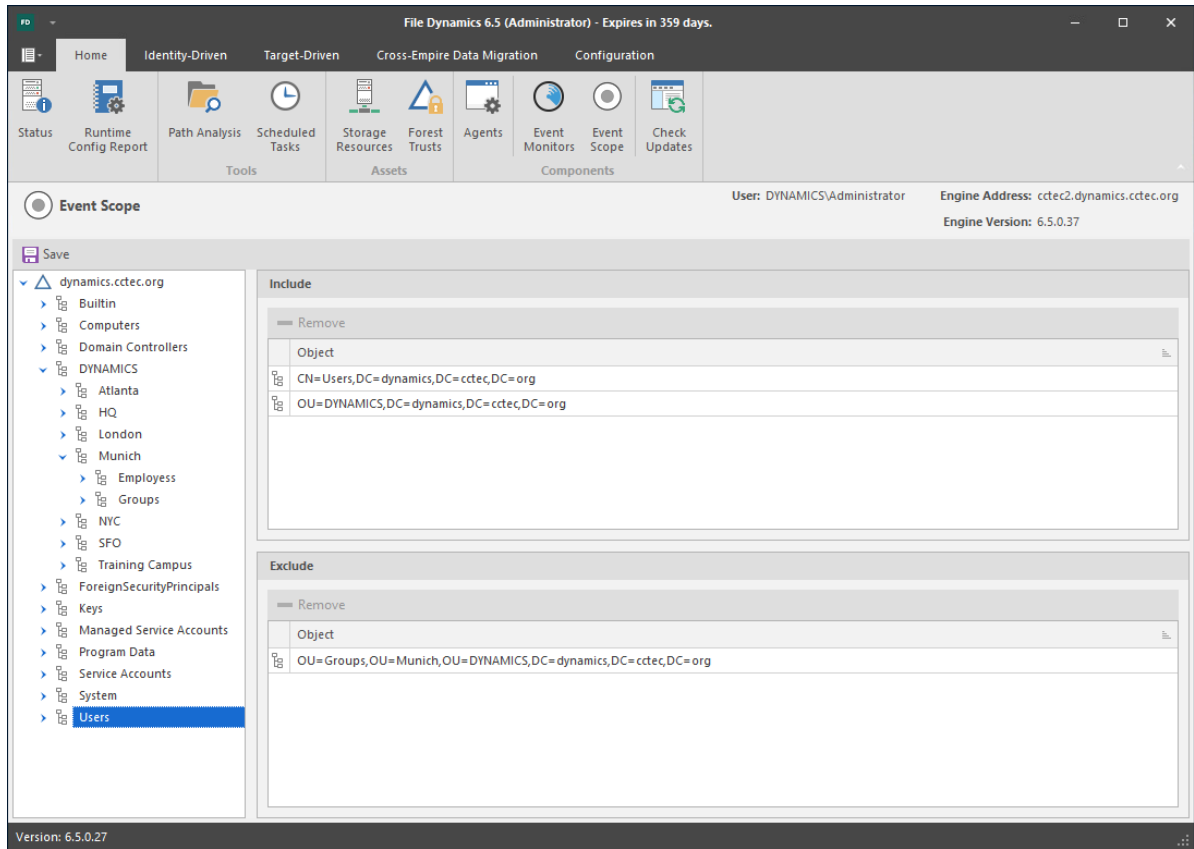 FD
File Dynamics 6.5 (Administrator) - Expires in 359 days.
Home Identity-Driven Target-Driven Cross-Empire Data Migration Configuration
Status
Runtime
Config Report
Path Analysis
Scheduled
Tasks
Storage
Resources
Forest
Trusts
Agents
Event
Monitors
Event
Scope
Check
Updates
Tools Assets Components
Event Scope
User: DYNAMICS\Administrator
Engine Address: cctec2.dynamics.cctec.org
Engine Version: 6.5.0.37
Save
dynamics.cctec.org
Builtin
Computers
Domain Controllers
DYNAMICS
Atlanta
HQ
London
Munich
Employess
Groups
NYC
SFO
Training Campus
ForeignSecurityPrincipals
Keys
Managed Service Accounts
Program Data
Service Accounts
System
Users
Include
Remove
Object
CN=Users,DC=dynamics,DC=cctec,DC=org
OU=DYNAMICS,DC=dynamics,DC=cctec,DC=org
Exclude
Remove
Object
OU=Groups,OU=Munich,OU=DYNAMICS,DC=dynamics,DC=cctec,DC=org
Version: 6.5.0.27